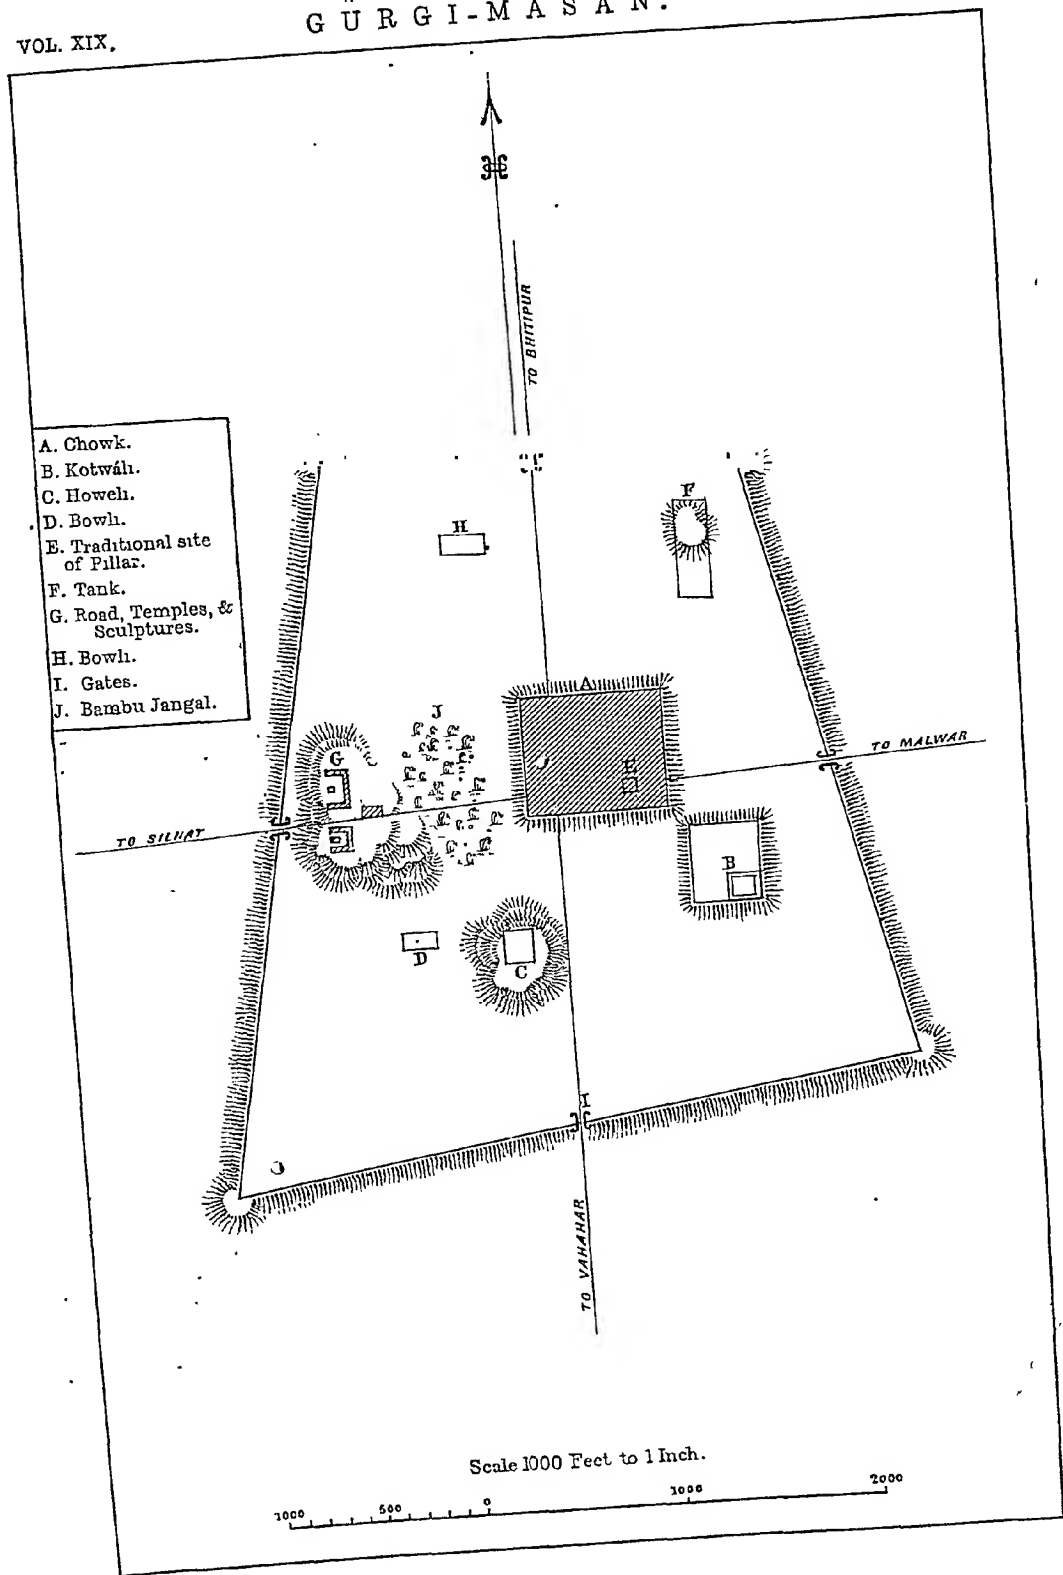 GÜRGI-MASAN.
VOL. XIX.
TO BHITIPUR
A. Chowk.
B. Kotwáli.
C. Howeli.
D. Bowli.
E. Traditional site
of Pillar.
F. Tank.
G. Road, Temples, &
Sculptures.
H. Bowli.
I. Gates.
J. Bambu Jangal.
F
H
A
J
G
E
TO MALWAR
TO SILHAT
B
D
C
I
TO VAHAHAR
Scale 1000 Feet to 1 Inch.
1000 500 0 1000 2000